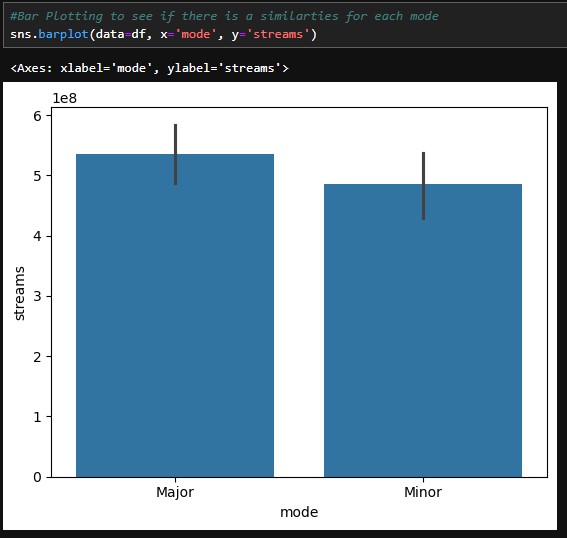 #Bar Plotting to see if there is a similarties for each mode
sns.barplot(data=df, x='mode', y='streams')
<Axes: xlabel='mode', ylabel='streams'>
1e8
6
5
4
3
2
1
0
streams
Major Minor
mode